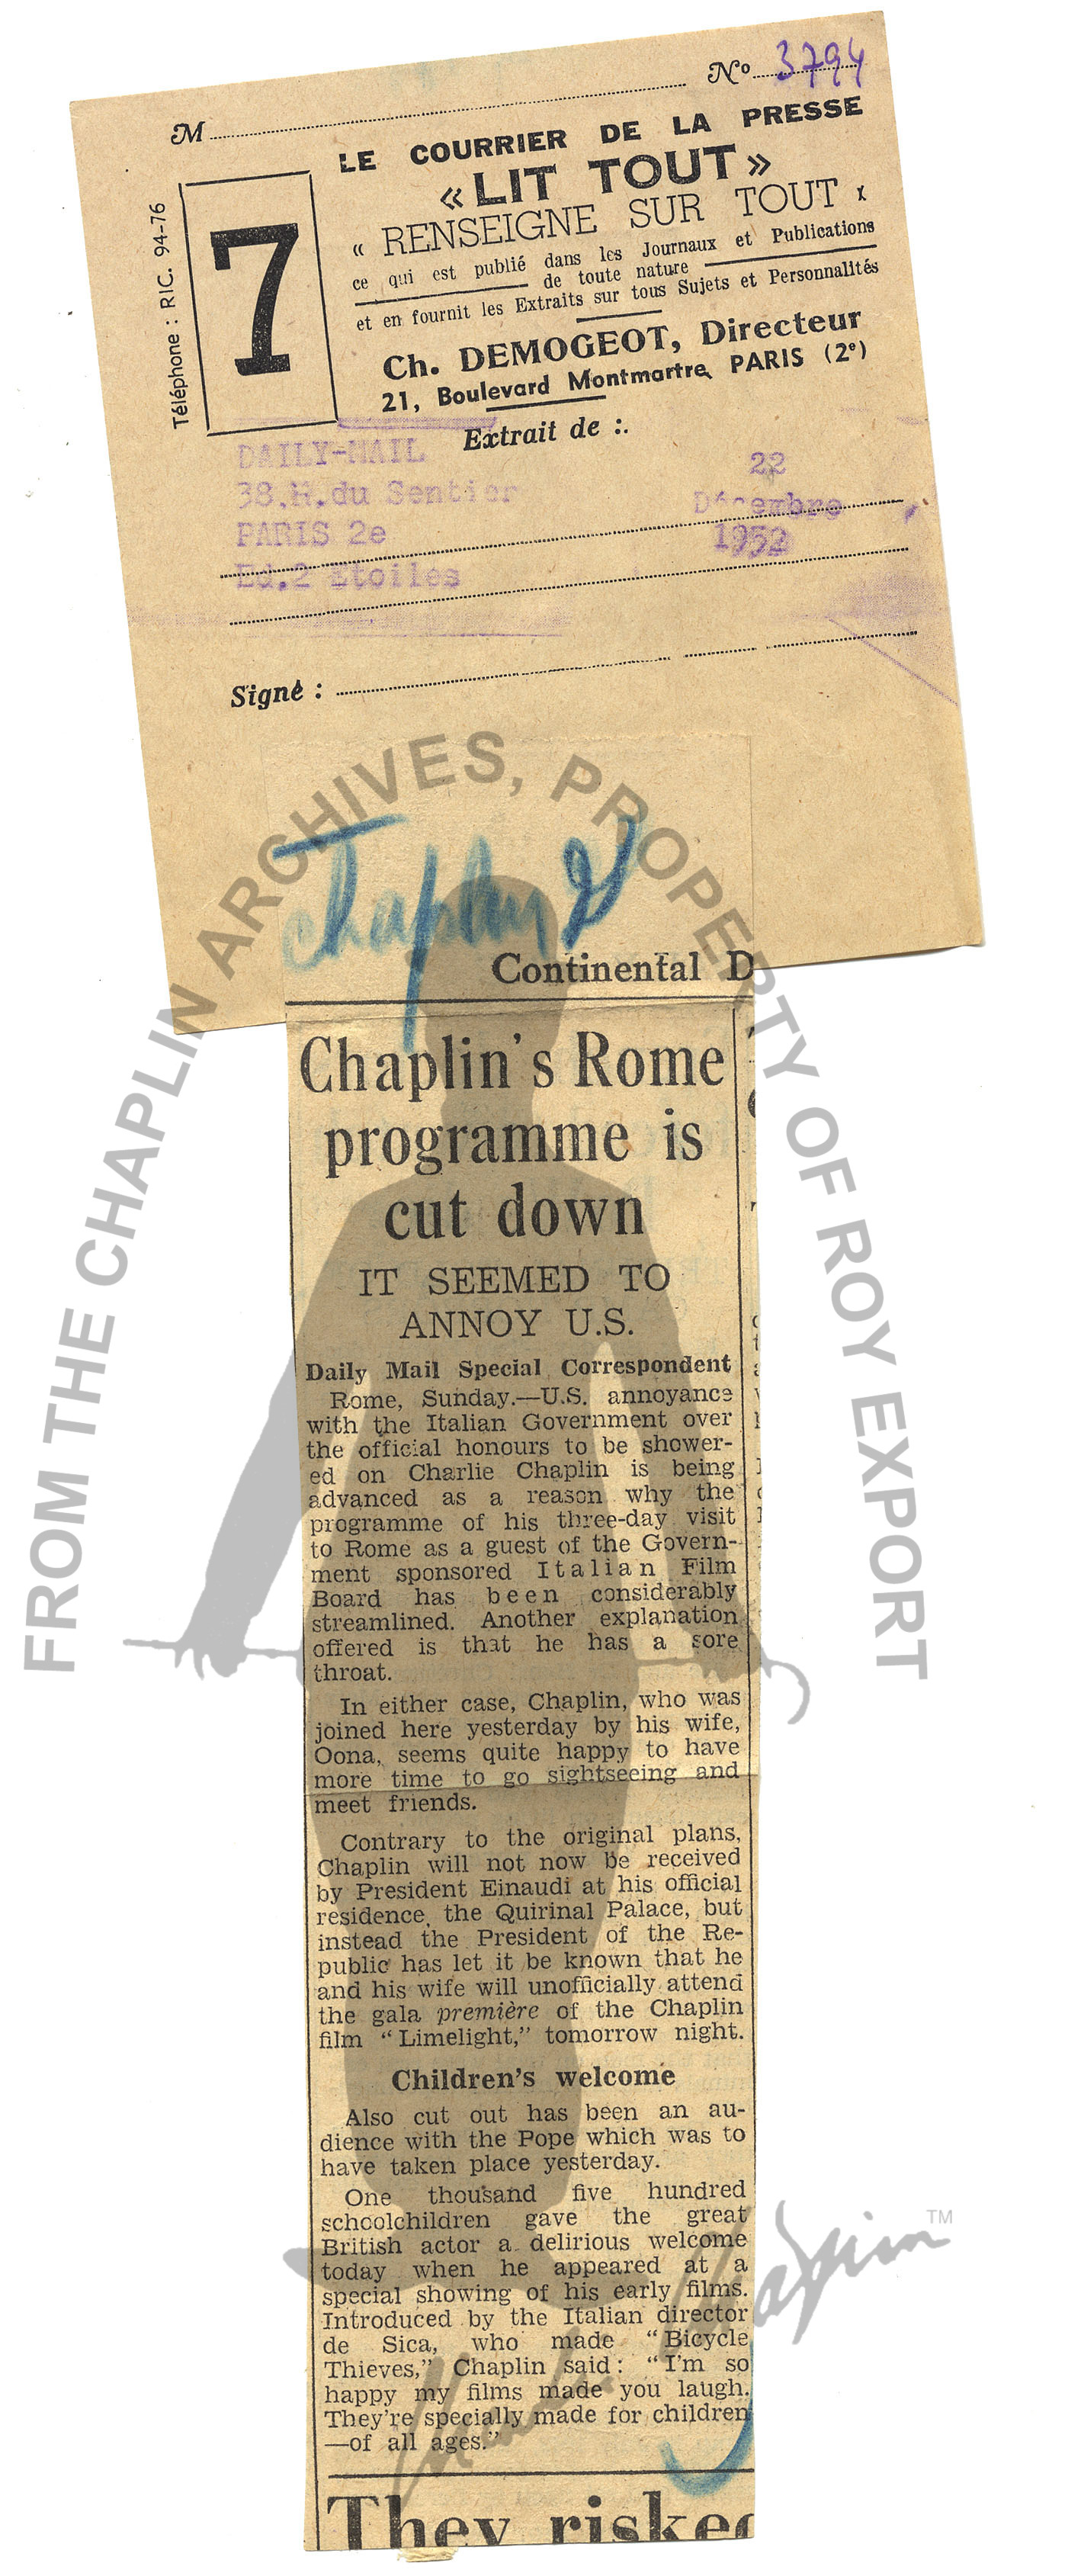 M
Nº 3794
LE COURRIER DE LA PRESSE
« LIT TOUT »
« RENSEIGNE SUR TOUT »
ce qui est publié dans les Journaux et Publications
de toute nature
et en fournit les Extraits sur tous Sujets et Personnalités
Ch. DEMOGEOT, Directeur
21, Boulevard Montmartre, PARIS (2e)
Téléphone : RIC. 94-76
7
Extrait de :
DAILY-MAIL
38.R.du Sentier
PARIS 2e
Ed.2 Etoiles
22
Décembre
1952
Signé :
Chaplin
Continental D
Chaplin's Rome
programme is
cut down
IT SEEMED TO
ANNOY U.S.
Daily Mail Special Correspondent
Rome, Sunday.—U.S. annoyance
with the Italian Government over
the official honours to be shower-
ed on Charlie Chaplin is being
advanced as a reason why the
programme of his three-day visit
to Rome as a guest of the Govern-
ment sponsored Italian Film
Board has been considerably
streamlined. Another explanation
offered is that he has a sore
throat.
In either case, Chaplin, who was
joined here yesterday by his wife,
Oona, seems quite happy to have
more time to go sightseeing and
meet friends.
Contrary to the original plans,
Chaplin will not now be received
by President Einaudi at his official
residence, the Quirinal Palace, but
instead the President of the Re-
public has let it be known that he
and his wife will unofficially attend
the gala première of the Chaplin
film "Limelight," tomorrow night.
Children's welcome
Also cut out has been an au-
dience with the Pope which was to
have taken place yesterday.
One thousand five hundred
schoolchildren gave the great
British actor a delirious welcome
today when he appeared at a
special showing of his early films.
Introduced by the Italian director
de Sica, who made "Bicycle
Thieves," Chaplin said: "I'm so
happy my films made you laugh.
They're specially made for children
—of all ages."
They risked
FROM THE CHAPLIN ARCHIVES, PROPERTY OF ROY EXPORT
Charlie Chaplin TM